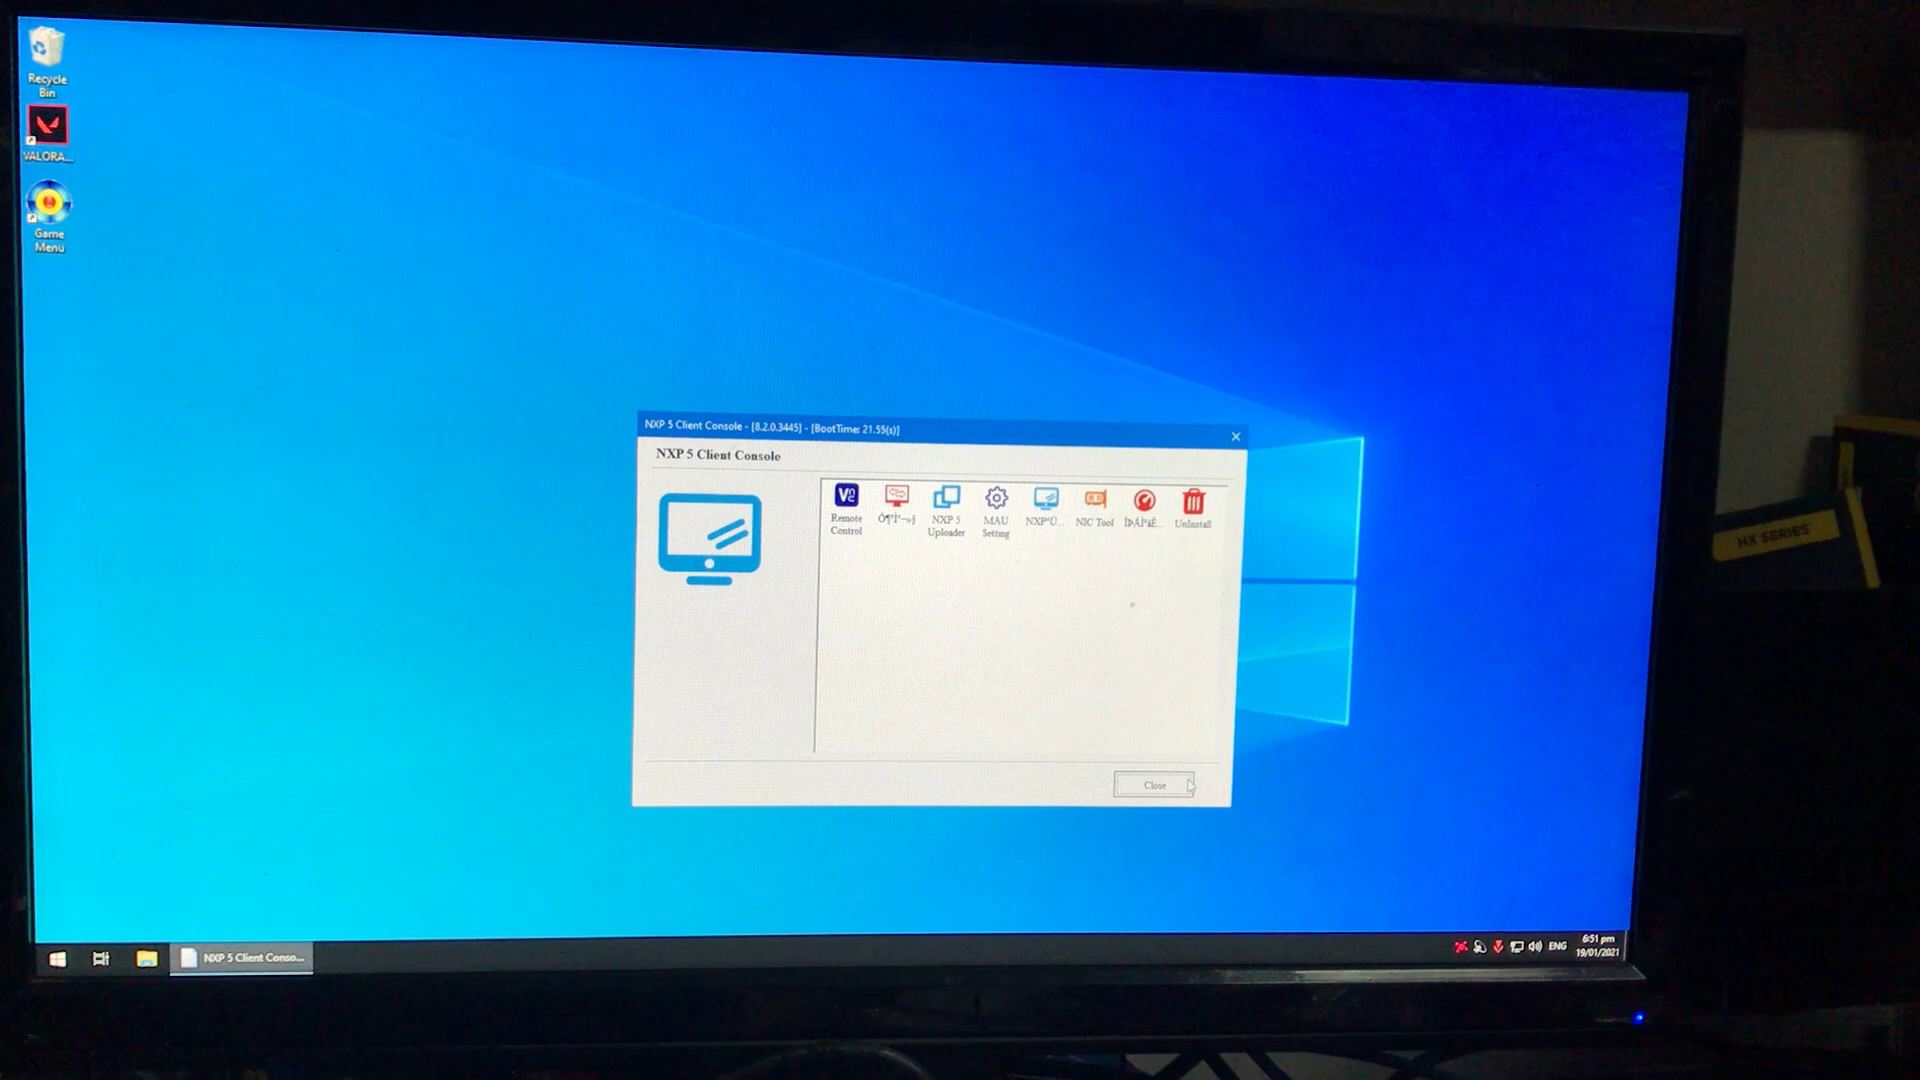 Recycle
Bin
VALORA...
Game
Menu
NXP 5 Client Console - [8.2.0.3445] - [BootTime: 21.55(s)]
NXP 5 Client Console
Remote
Control
NXP 5
Uploader
MAU
Setting
NXP°Ü...
NIC Tool
UnInstall
Close
NXP 5 Client Conso...
ENG
6:51 pm
19/01/2021
HX SERIES